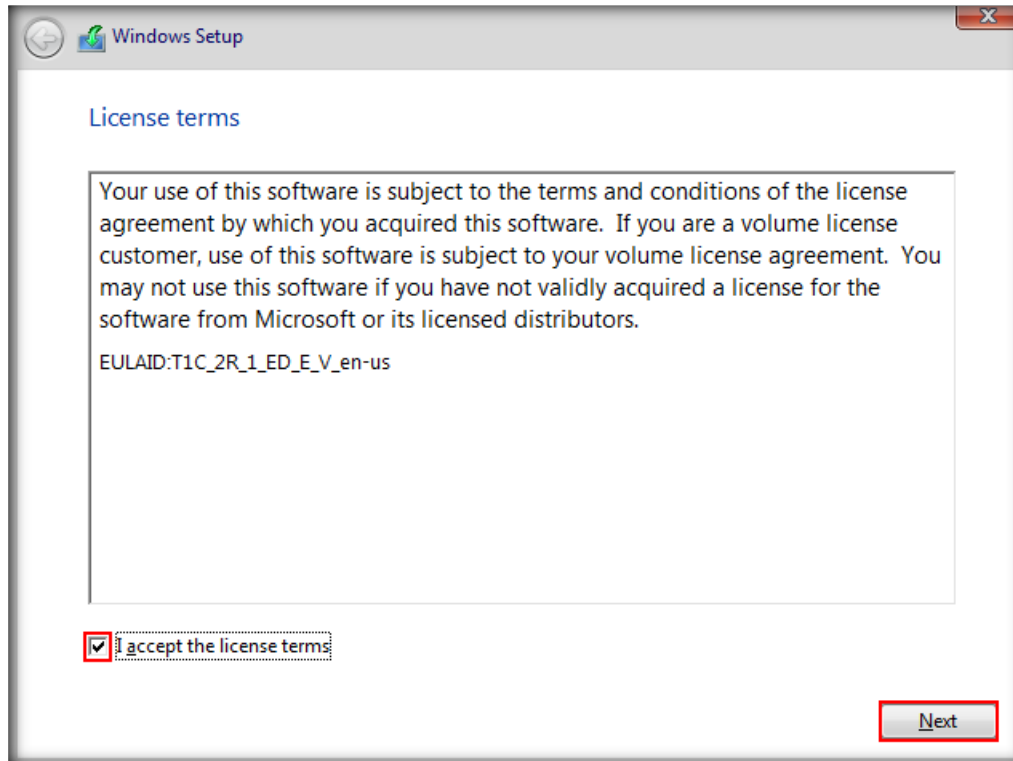 Windows Setup
License terms
Your use of this software is subject to the terms and conditions of the license
agreement by which you acquired this software.  If you are a volume license
customer, use of this software is subject to your volume license agreement.  You
may not use this software if you have not validly acquired a license for the
software from Microsoft or its licensed distributors.
EULAID:T1C_2R_1_ED_E_V_en-us
I accept the license terms
Next